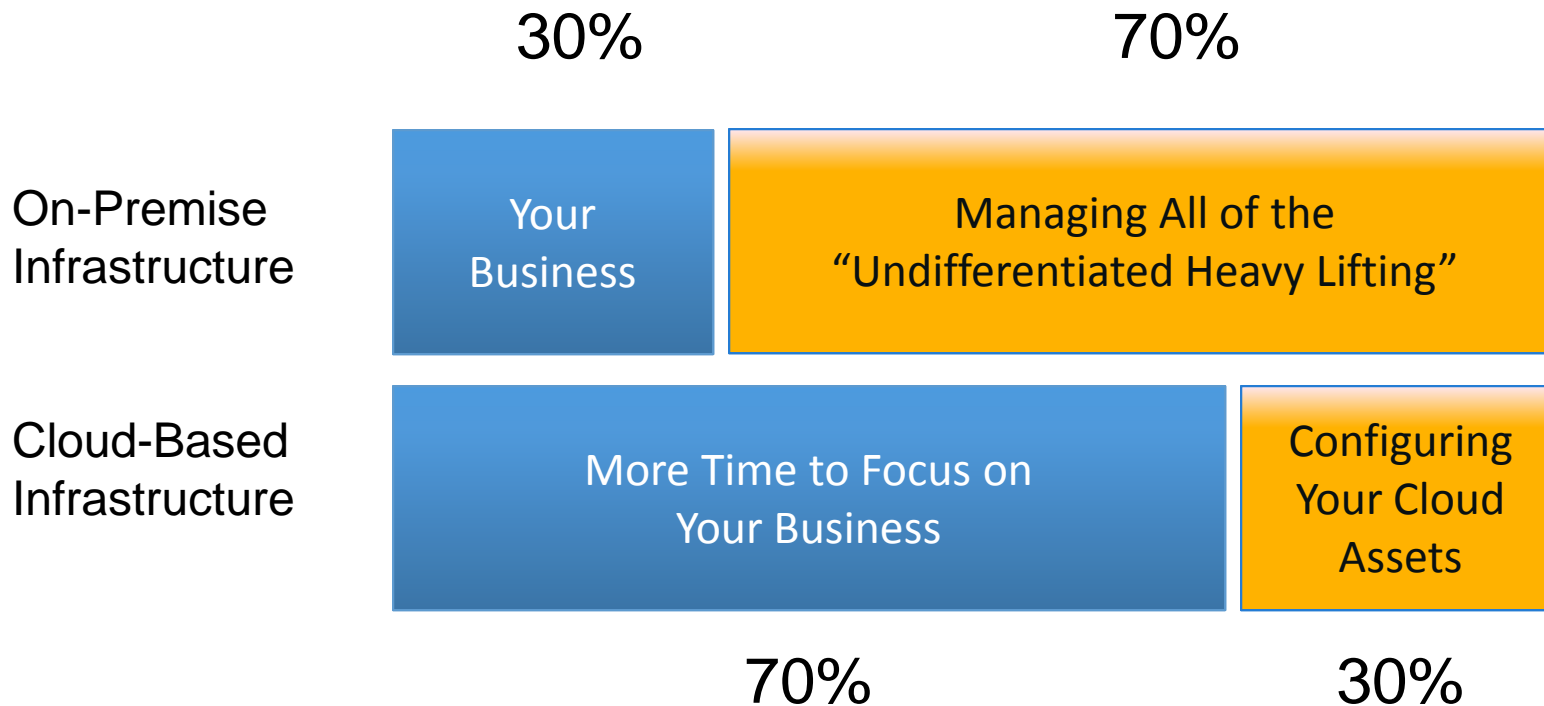 30%
70%
On-Premise
Infrastructure
Your
Business
Managing All of the
“Undifferentiated Heavy Lifting”
Cloud-Based
Infrastructure
More Time to Focus on
Your Business
Configuring
Your Cloud
Assets
70%
30%